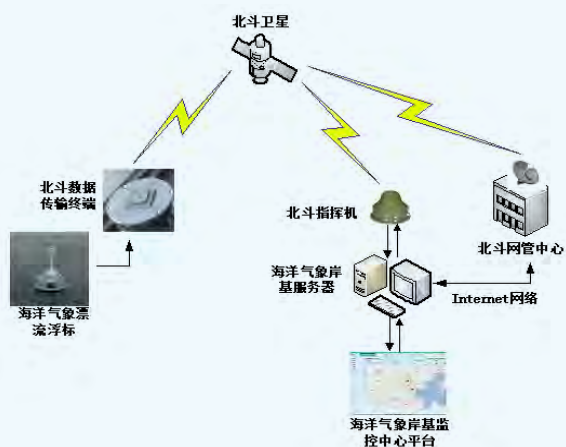 北斗卫星
北斗数据
传输终端
北斗指挥机
北斗网管中心
海洋气象岸
基服务器
Internet网络
海洋气象漂
流浮标
海洋气象岸基监
控中心平台